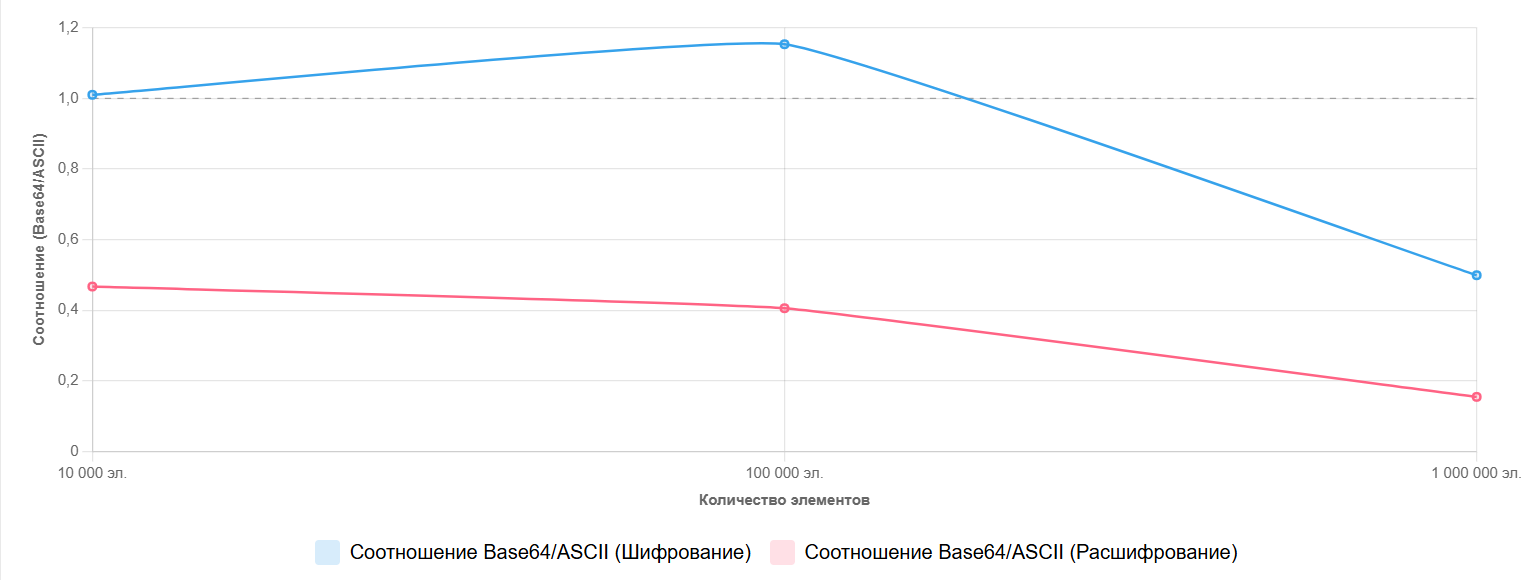 1,2
1,0
0,8
0,6
0,4
0,2
0
Соотношение (Base64/ASCII)
10 000 эл. 100 000 эл. 1 000 000 эл.
Количество элементов
Соотношение Base64/ASCII (Шифрование) Соотношение Base64/ASCII (Расшифрование)